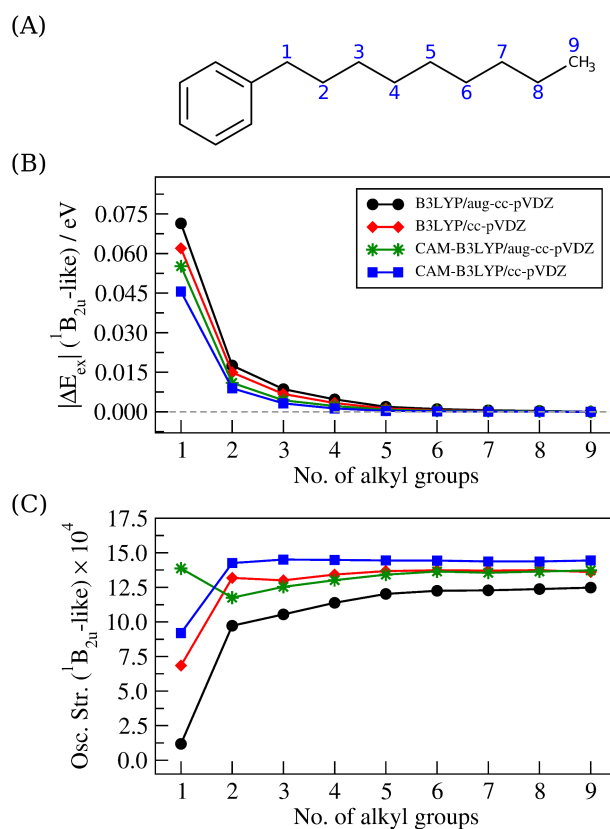 (A)
1 3 5 7 9
CH3
2 4 6 8
(B)
|ΔEex| (1B2u-like) / eV
0.075
0.060
0.045
0.030
0.015
0.000
B3LYP/aug-cc-pVDZ
B3LYP/cc-pVDZ
CAM-B3LYP/aug-cc-pVDZ
CAM-B3LYP/cc-pVDZ
1 2 3 4 5 6 7 8 9
No. of alkyl groups
(C)
Osc. Str. (1B2u-like) × 10^4
17.5
15.0
12.5
10.0
7.5
5.0
2.5
0.0
1 2 3 4 5 6 7 8 9
No. of alkyl groups